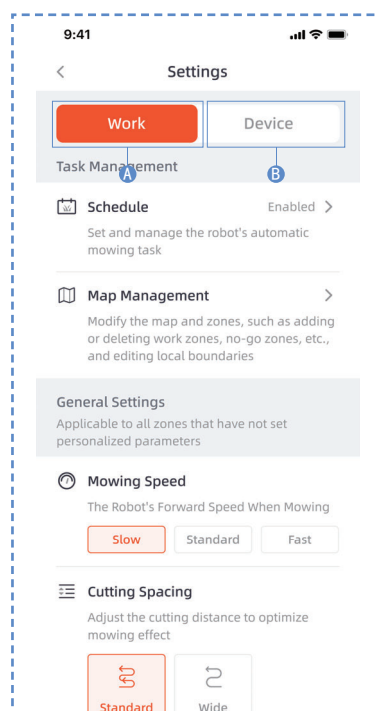 9:41
Settings
Work Device
A B
Task Management
Schedule Enabled
Set and manage the robot's automatic
mowing task
Map Management
Modify the map and zones, such as adding
or deleting work zones, no-go zones, etc.,
and editing local boundaries
General Settings
Applicable to all zones that have not set
personalized parameters
Mowing Speed
The Robot's Forward Speed When Mowing
Slow Standard Fast
Cutting Spacing
Adjust the cutting distance to optimize
mowing effect
Standard Wide